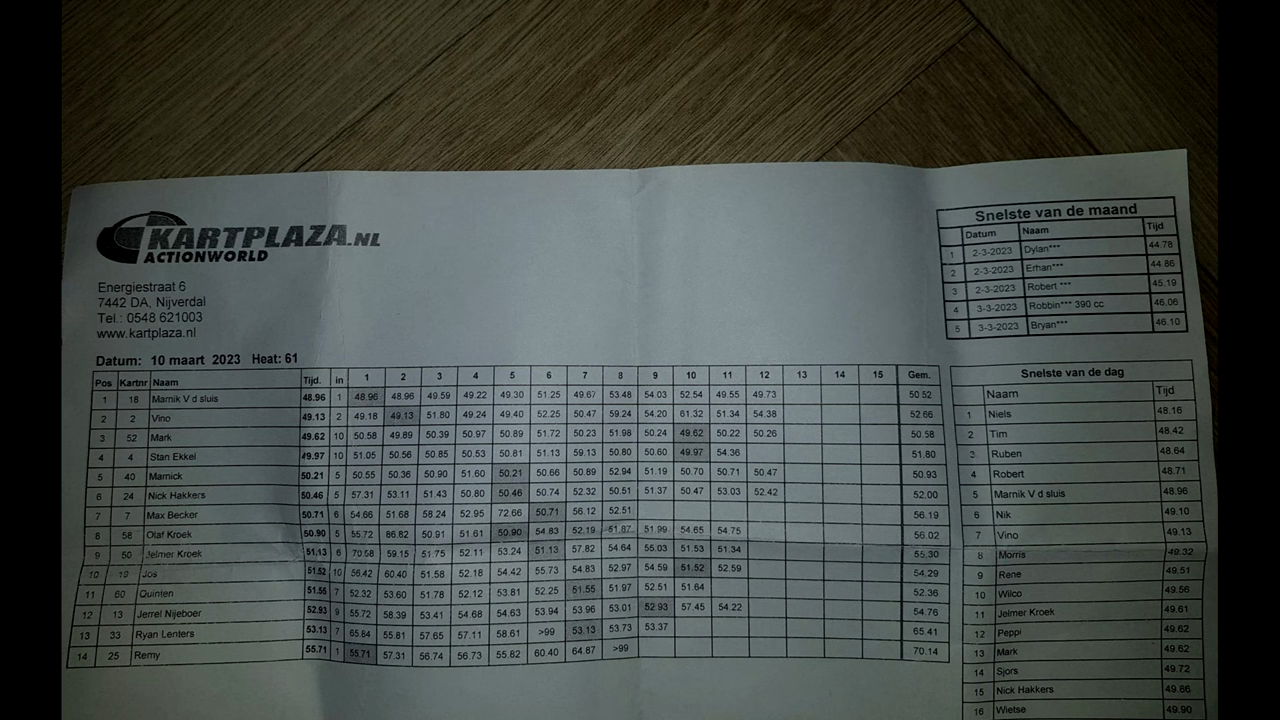 KARTPLAZA.NL
ACTIONWORLD
Energiestraat 6
7442 DA, Nijverdal
Tel.: 0548 621003
www.kartplaza.nl
Datum: 10 maart 2023 Heat: 61
Pos Kartnr Naam Tijd. in 1 2 3 4 5 6 7 8 9 10 11 12 13 14 15 Gem.
1 18 Marnik V d sluis 48.96 1 48.96 48.96 49.59 49.22 49.30 51.25 49.67 53.48 54.03 52.54 49.55 49.73 50.52
2 2 Vino 49.13 2 49.18 49.13 51.80 49.24 49.40 52.25 50.47 59.24 57.20 61.32 51.34 54.38 52.66
3 52 Mark 49.62 10 50.58 49.89 50.39 50.97 50.89 51.72 50.23 51.98 50.24 49.62 50.22 50.26 50.58
4 4 Stan Ekkel 49.97 10 51.05 50.56 50.85 50.53 50.81 51.13 59.13 50.80 50.60 49.97 54.36 51.80
5 40 Marnick 50.21 5 50.55 50.36 50.90 51.60 50.21 50.66 50.89 52.94 51.19 50.70 50.71 50.47 50.93
6 24 Nick Hakkers 50.46 5 57.31 53.11 51.43 50.80 50.46 50.74 52.32 50.51 51.37 50.47 53.03 52.42 52.00
7 7 Max Becker 50.71 6 54.66 51.68 58.24 52.95 72.66 50.71 56.12 52.51 56.19
8 58 Olaf Kroek 50.90 5 55.72 86.82 50.91 51.61 50.90 54.83 52.19 51.87 51.99 54.65 54.75 56.02
9 50 Jelmer Kroek 51.13 6 70.58 59.15 51.75 52.11 53.24 51.13 57.82 54.64 55.03 51.53 51.34 55.30
10 19 Jos 51.52 10 56.42 60.40 51.58 52.18 54.42 55.73 54.83 52.97 54.59 51.52 52.59 54.29
11 60 Quinten 51.55 7 52.32 53.60 51.78 52.12 53.81 52.25 51.55 51.97 52.51 51.64 52.36
12 13 Jerrel Nijeboer 52.93 9 55.72 58.39 53.41 54.68 54.63 53.94 53.96 53.01 52.93 57.45 54.22 54.76
13 33 Ryan Lenters 53.13 7 65.84 55.81 57.65 57.11 58.61 >99 53.13 53.73 53.37 65.41
14 25 Remy 55.71 1 55.71 57.31 56.74 56.73 55.82 60.40 64.87 >99 70.14
Snelste van de maand
Datum Naam Tijd
1 2-3-2023 Dylan*** 44.78
2 2-3-2023 Erhan*** 44.86
3 2-3-2023 Robert *** 45.19
4 3-3-2023 Robbin*** 390 cc 46.06
5 3-3-2023 Bryan*** 46.10
Snelste van de dag
Naam Tijd
1 Niels 48.16
2 Tim 48.42
3 Ruben 48.64
4 Robert 48.71
5 Marnik V d sluis 48.96
6 Nik 49.10
7 Vino 49.13
8 Morris 49.32
9 Rene 49.51
10 Wilco 49.56
11 Jelmer Kroek 49.61
12 Peppi 49.62
13 Mark 49.62
14 Sjors 49.72
15 Nick Hakkers 49.86
16 Wietse 49.90